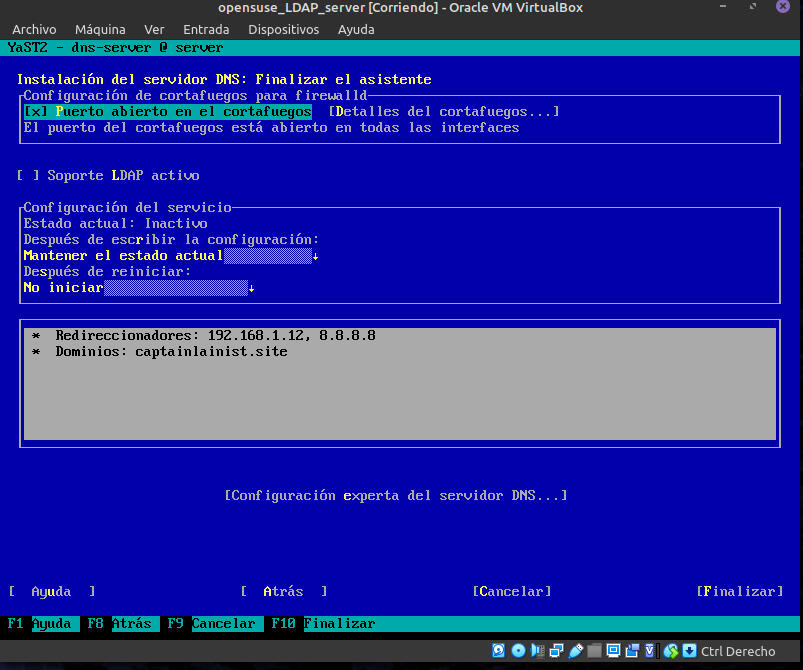 opensuse_LDAP_server [Corriendo] - Oracle VM VirtualBox
Archivo Máquina Ver Entrada Dispositivos Ayuda
YaST2 - dns-server @ server
Instalación del servidor DNS: Finalizar el asistente
Configuración de cortafuegos para firewalld
[x] Puerto abierto en el cortafuegos [Detalles del cortafuegos...]
El puerto del cortafuegos está abierto en todas las interfaces
[ ] Soporte LDAP activo
Configuración del servicio
Estado actual: Inactivo
Después de escribir la configuración:
Mantener el estado actual↓
Después de reiniciar:
No iniciar↓
* Redireccionadores: 192.168.1.12, 8.8.8.8
* Dominios: captainlainist.site
[Configuración experta del servidor DNS...]
[ Ayuda ] [ Atrás ] [Cancelar] [Finalizar]
F1 Ayuda F8 Atrás F9 Cancelar F10 Finalizar
Ctrl Derecho